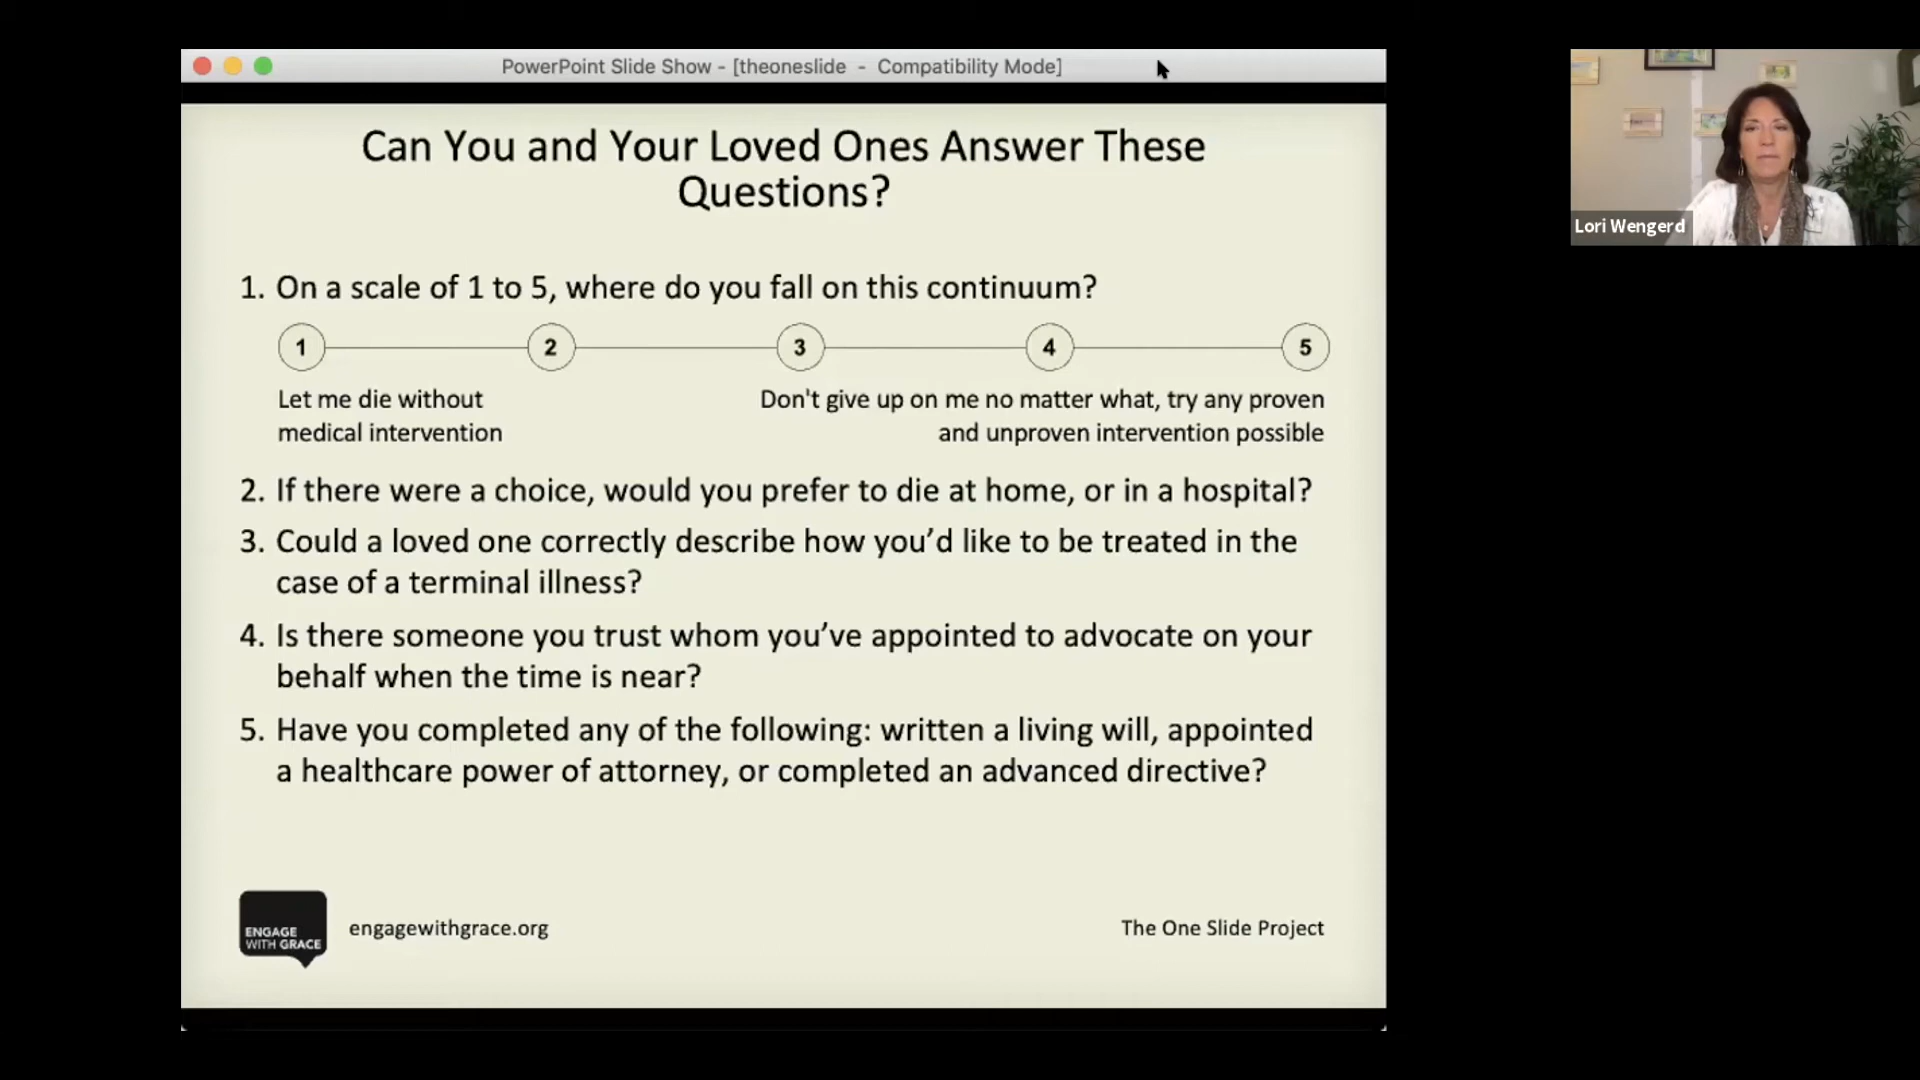 PowerPoint Slide Show - [theoneslide - Compatibility Mode]
Can You and Your Loved Ones Answer These
Questions?
1. On a scale of 1 to 5, where do you fall on this continuum?
1 2 3 4 5
Let me die without
medical intervention
Don't give up on me no matter what, try any proven
and unproven intervention possible
2. If there were a choice, would you prefer to die at home, or in a hospital?
3. Could a loved one correctly describe how you’d like to be treated in the
case of a terminal illness?
4. Is there someone you trust whom you’ve appointed to advocate on your
behalf when the time is near?
5. Have you completed any of the following: written a living will, appointed
a healthcare power of attorney, or completed an advanced directive?
ENGAGE
WITH GRACE
engagewithgrace.org
The One Slide Project
Lori Wengerd